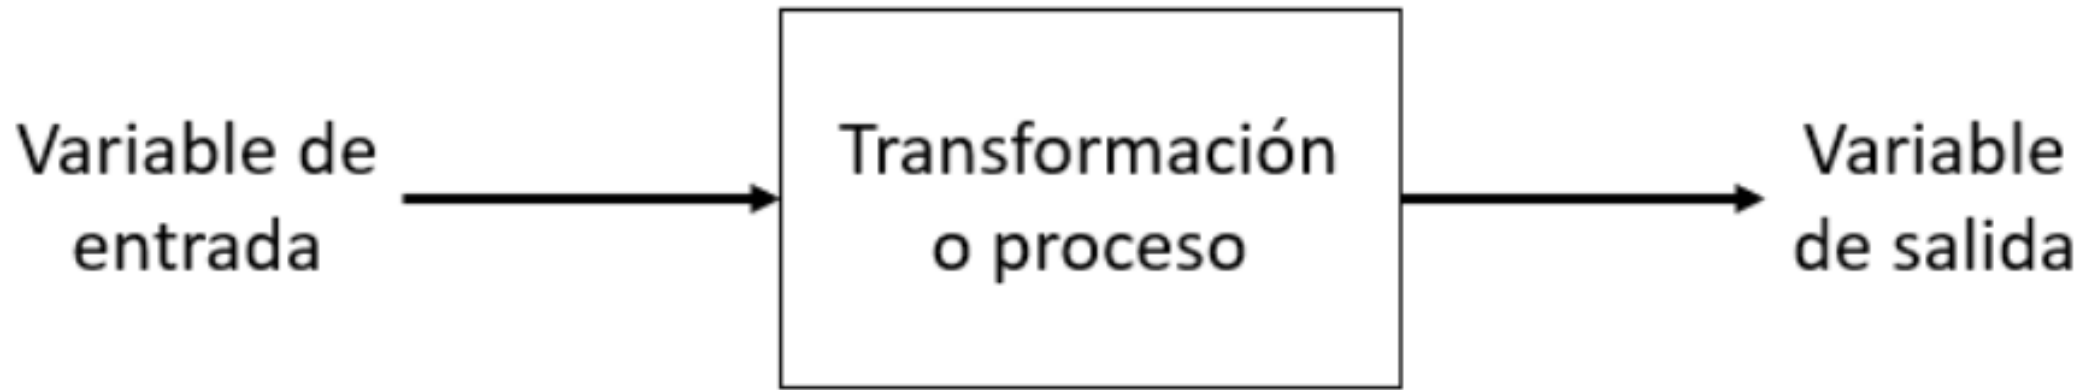 Variable de
entrada
Transformación
o proceso
Variable
de salida